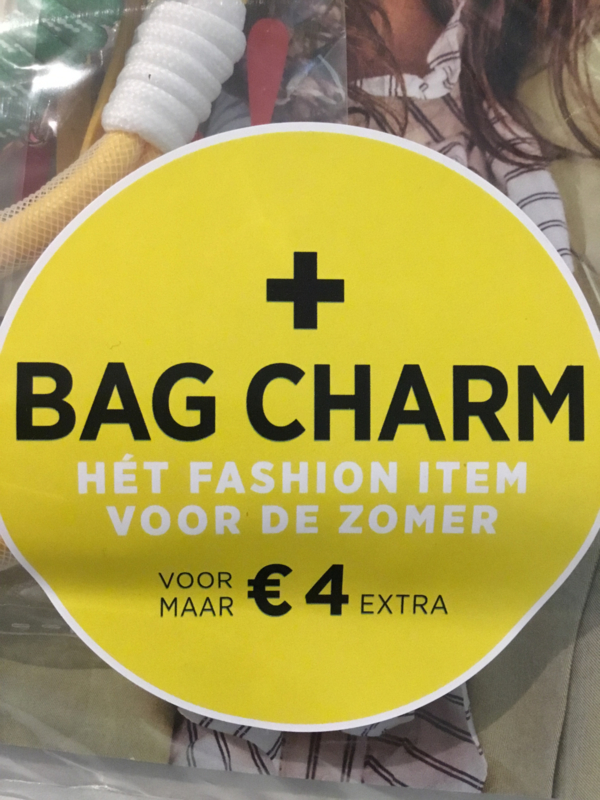 +
BAG CHARM
HÉT FASHION ITEM
VOOR DE ZOMER
VOOR MAAR € 4 EXTRA